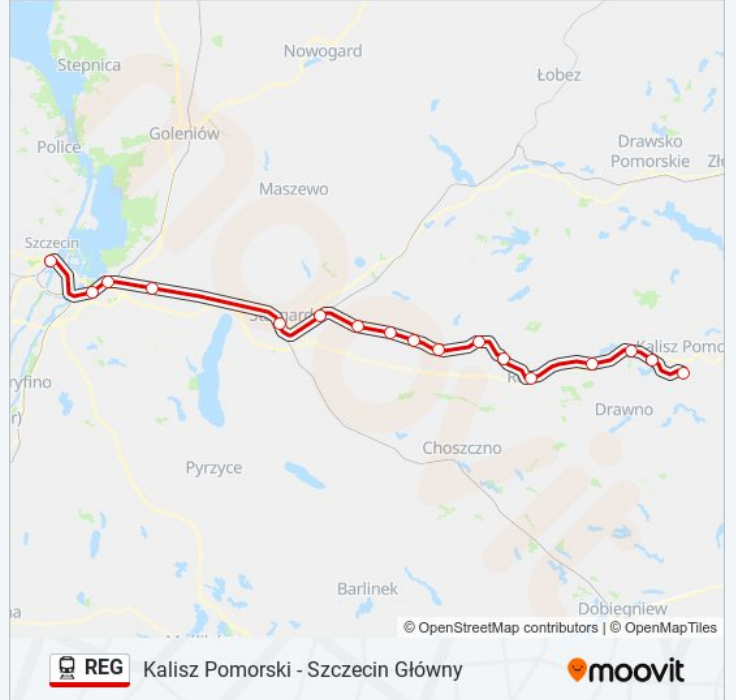 Nowogard
Stepnica
Łobez
Goleniów
Police
Drawsko
Pomorskie
Maszewo
Szczecin
Kalisz Pomo
ryfino
Drawno
Choszczno
Pyrzyce
Barlinek
Dobiegniew
© OpenStreetMap contributors | © OpenMapTiles
REG Kalisz Pomorski - Szczecin Główny
moovit